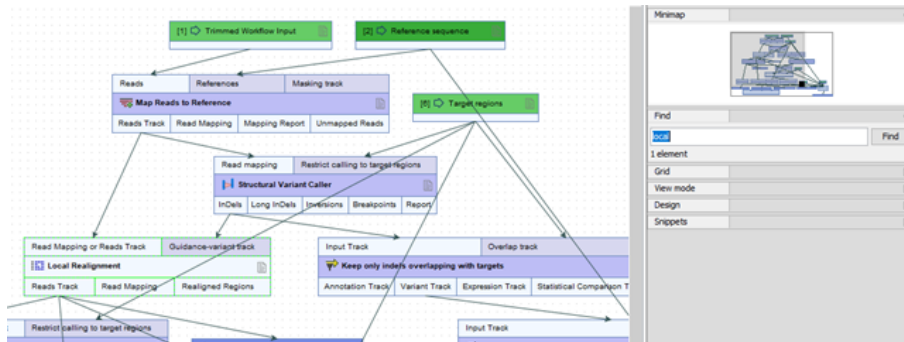 [1] Trimmed Workflow Input
[2] Reference sequence
Reads References Masking track
Map Reads to Reference
Reads Track Read Mapping Mapping Report Unmapped Reads
[6] Target regions
Read mapping Restrict calling to target regions
Structural Variant Caller
InDels Long InDels Inversions Breakpoints Report
Read Mapping or Reads Track Guidance-variant track
Local Realignment
Reads Track Read Mapping Realigned Regions
Input Track Overlap track
Keep only indels overlapping with targets
Annotation Track Variant Track Expression Track Statistical Comparison T
Restrict calling to target regions
Input Track
Minimap
Find
local Find
1 element
Grid
View mode
Design
Snippets